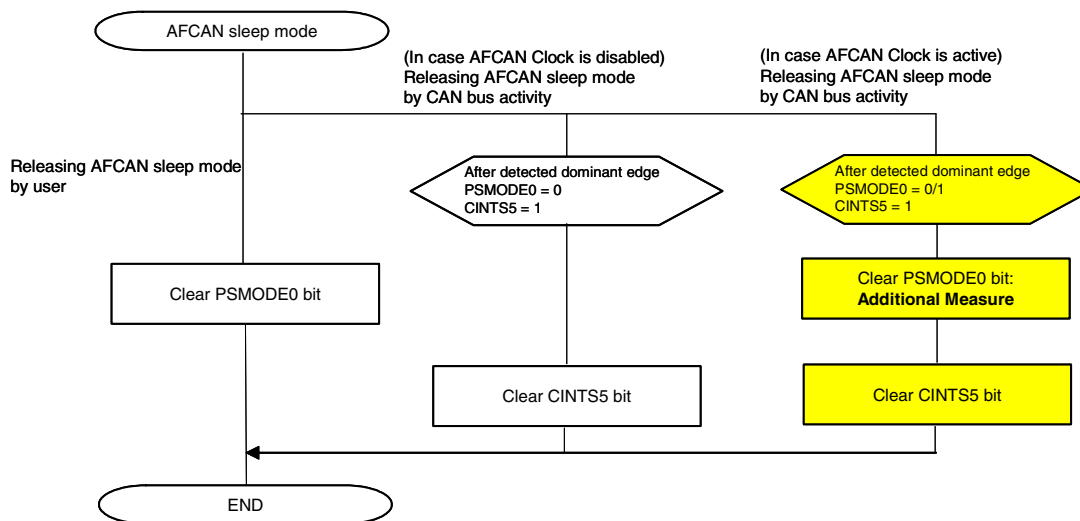 AFCAN sleep mode
(In case AFCAN Clock is disabled)
Releasing AFCAN sleep mode
by CAN bus activity
(In case AFCAN Clock is active)
Releasing AFCAN sleep mode
by CAN bus activity
Releasing AFCAN sleep mode
by user
After detected dominant edge
PSMODE0 = 0
CINTS5 = 1
After detected dominant edge
PSMODE0 = 0/1
CINTS5 = 1
Clear PSMODE0 bit
Clear PSMODE0 bit:
Additional Measure
Clear CINTS5 bit
Clear CINTS5 bit
END